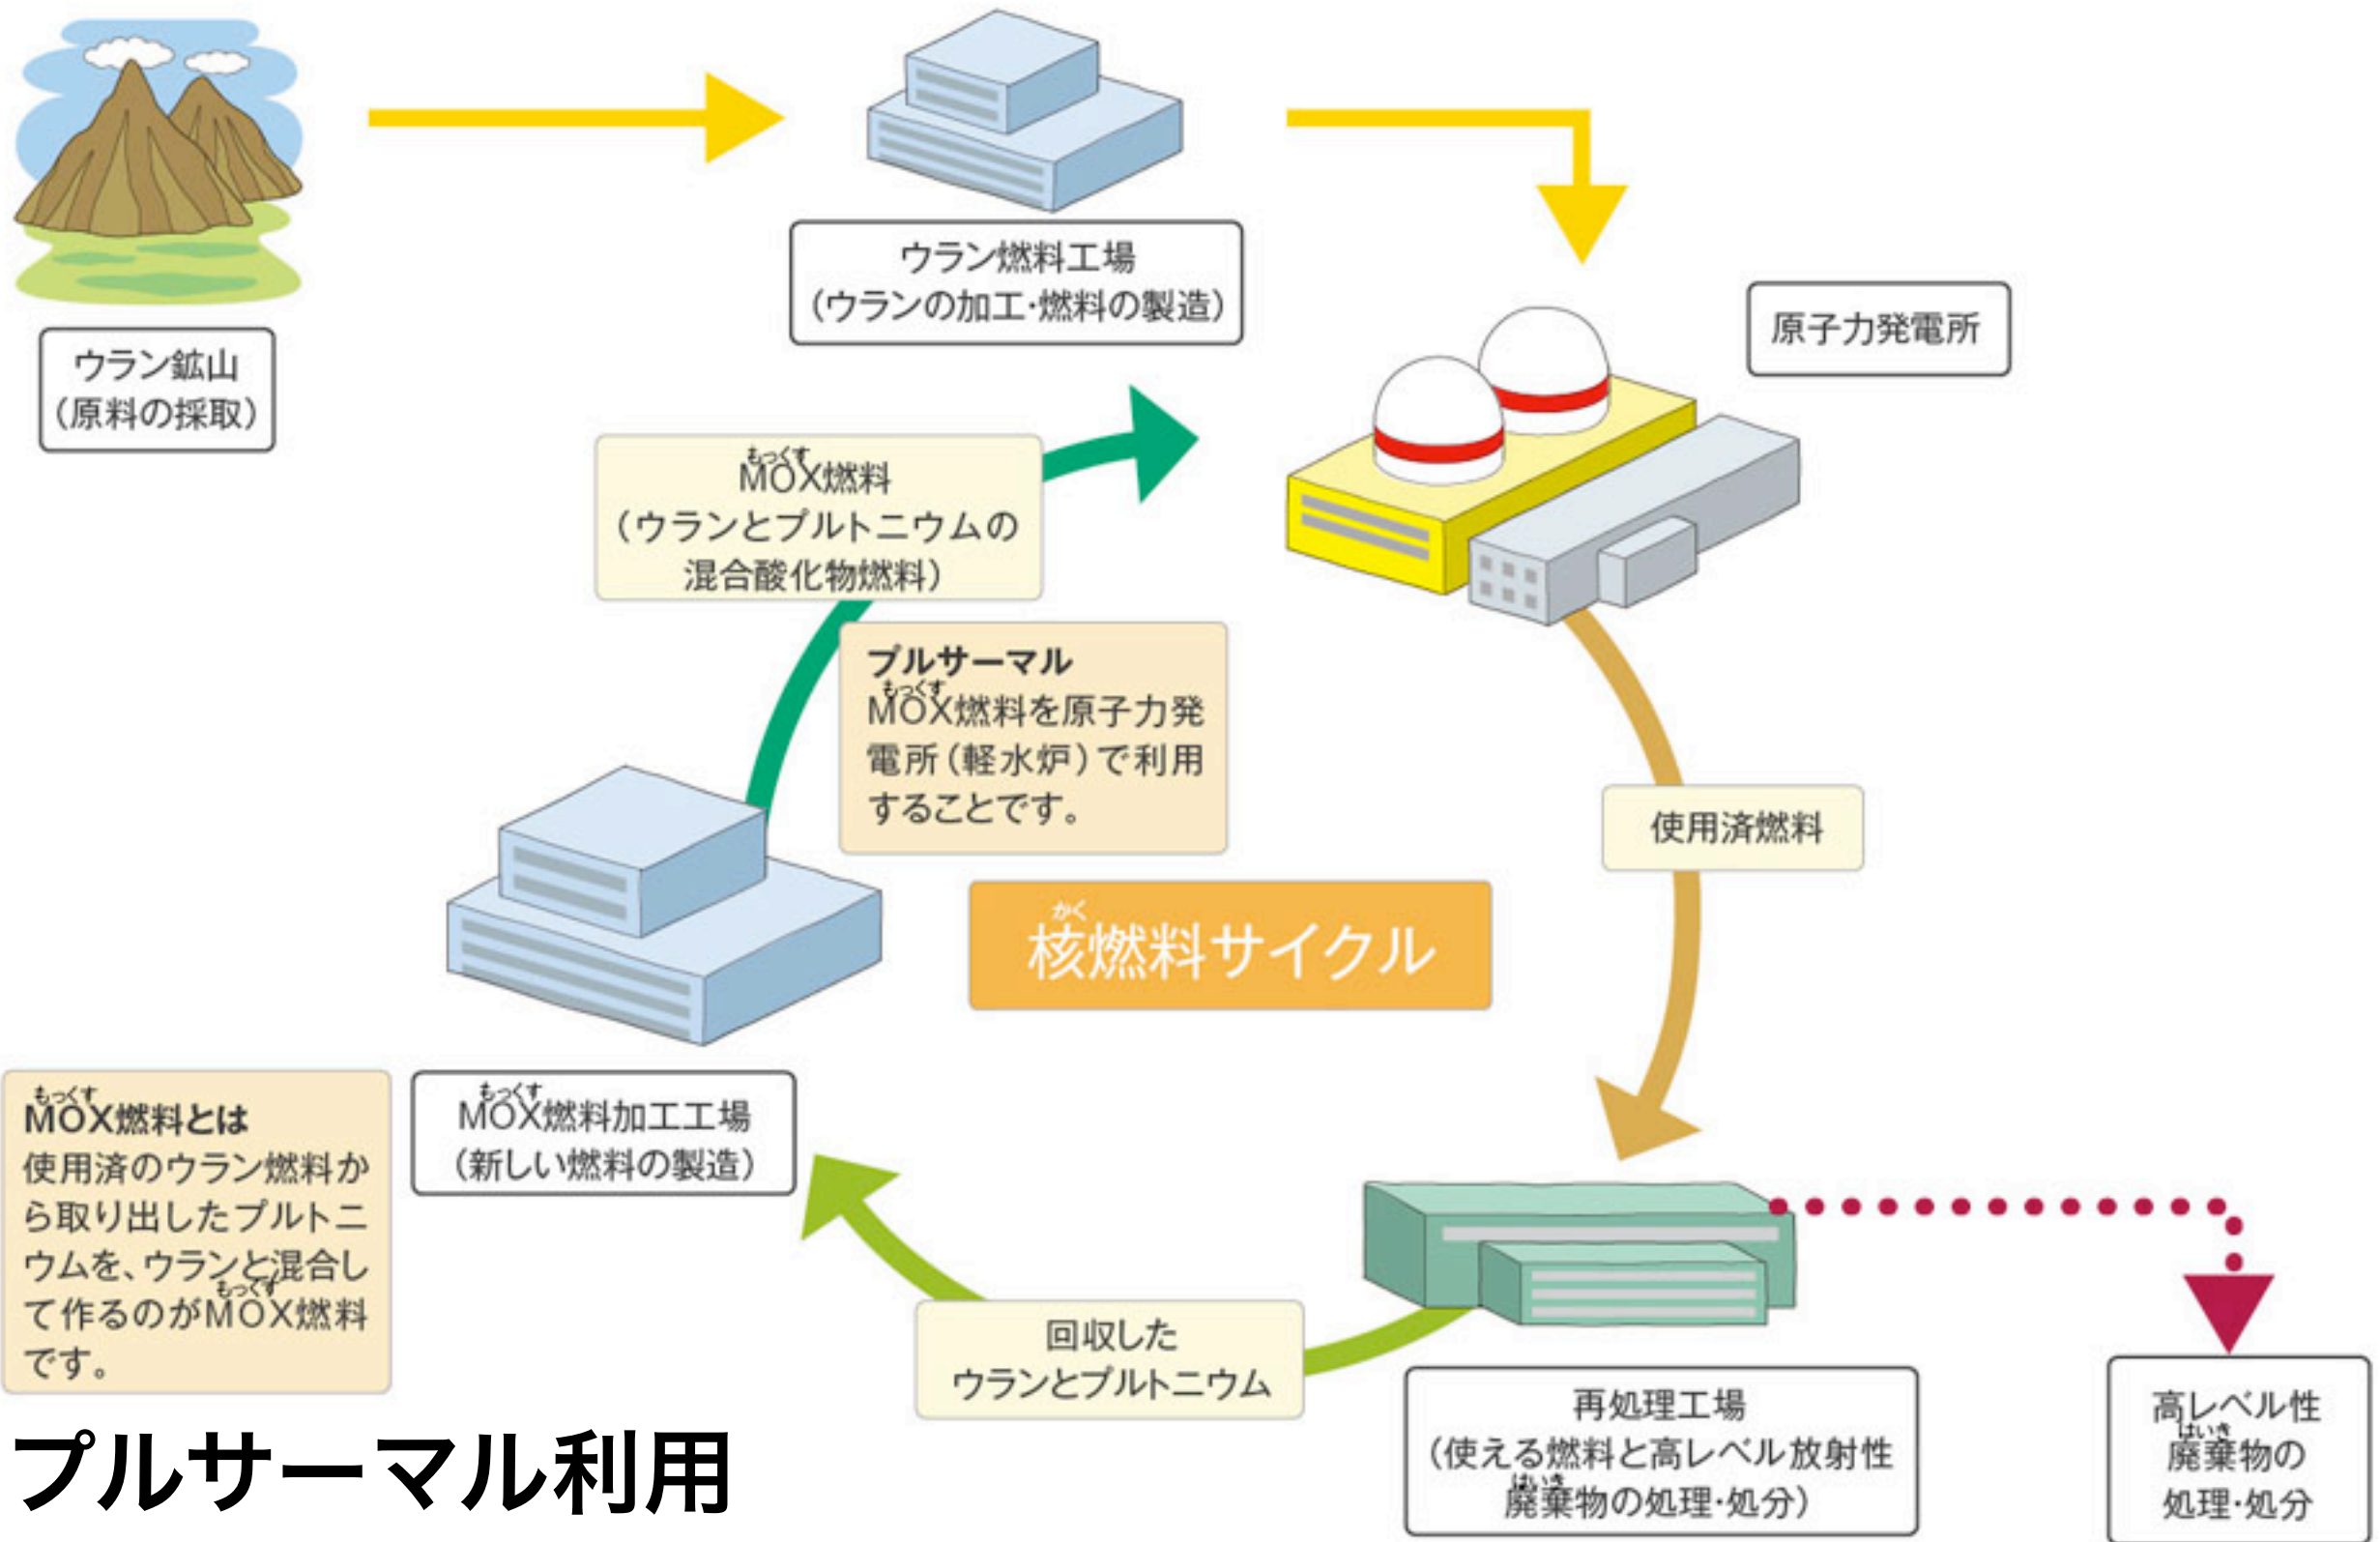 ウラン鉱山
(原料の採取)
ウラン燃料工場
(ウランの加工・燃料の製造)
原子力発電所
もっくす
MOX燃料
(ウランとプルトニウムの
混合酸化物燃料)
プルサーマル
もっくす
MOX燃料を原子力発
電所(軽水炉)で利用
することです。
使用済燃料
かく
核燃料サイクル
もっくす
MOX燃料とは
使用済のウラン燃料か
ら取り出したプルトニ
ウムを、ウランと混合し
もっくす
て作るのがMOX燃料
です。
もっくす
MOX燃料加工工場
(新しい燃料の製造)
回収した
ウランとプルトニウム
再処理工場
(使える燃料と高レベル放射性
はいき
廃棄物の処理・処分)
高レベル性
はいき
廃棄物の
処理・処分
プルサーマル利用